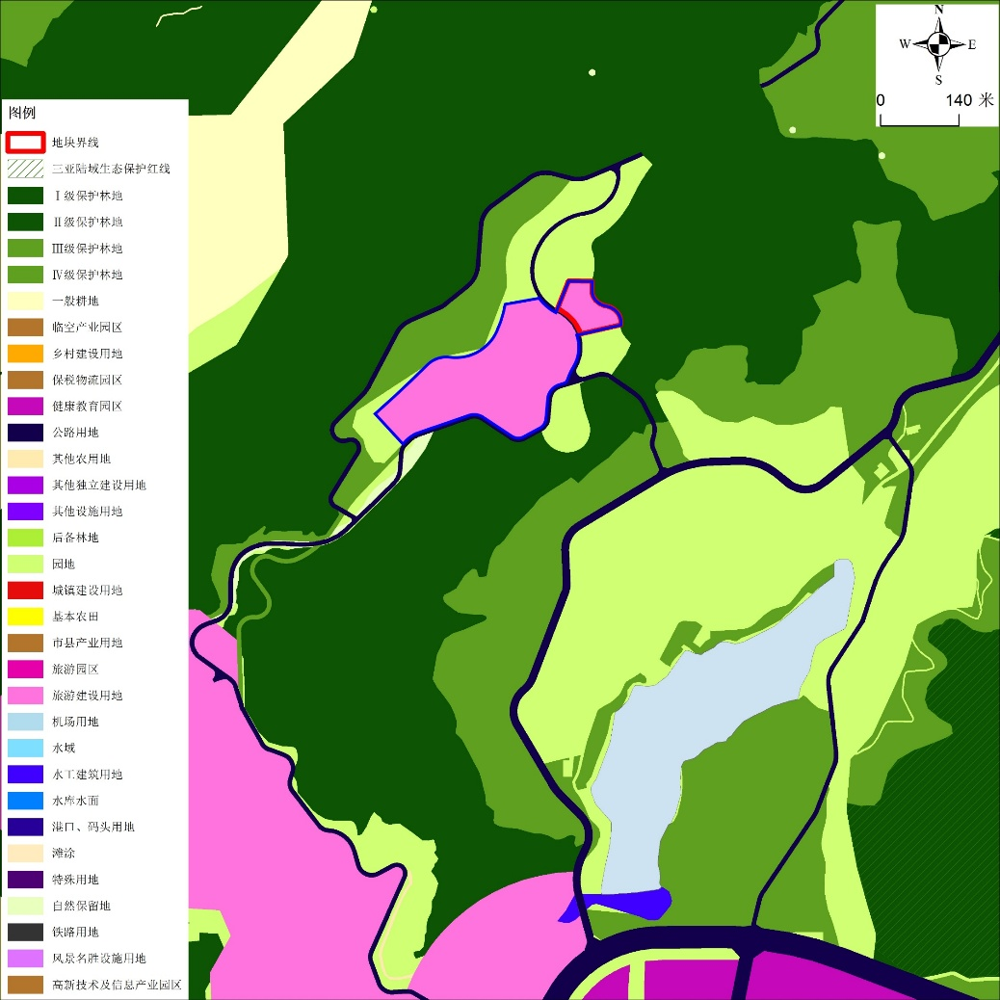 N
W E
S
0 140 米
图例
地块界线
三亚陆域生态保护红线
Ⅰ级保护林地
Ⅱ级保护林地
Ⅲ级保护林地
Ⅳ级保护林地
一般耕地
临空产业园区
乡村建设用地
保税物流园区
健康教育园区
公路用地
其他农用地
其他独立建设用地
其他设施用地
后备林地
园地
城镇建设用地
基本农田
市县产业用地
旅游园区
旅游建设用地
机场用地
水域
水工建筑用地
水库水面
港口、码头用地
滩涂
特殊用地
自然保留地
铁路用地
风景名胜设施用地
高新技术及信息产业园区